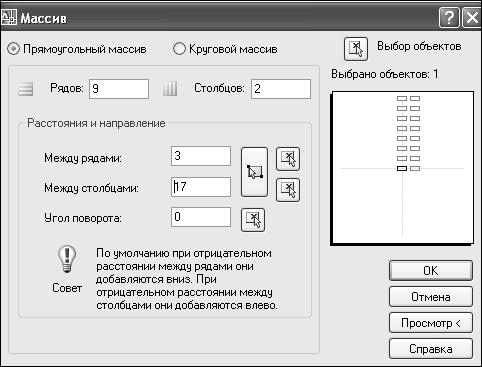 Массив
Прямоугольный массив
Круговой массив
Выбор объектов
Выбрано объектов: 1
Рядов: 9
Столбцов: 2
Расстояния и направление
Между рядами: 3
Между столбцами: 17
Угол поворота: 0
Совет
По умолчанию при отрицательном
расстоянии между рядами они
добавляются вниз. При
отрицательном расстоянии между
столбцами они добавляются влево.
OK
Отмена
Просмотр <
Справка